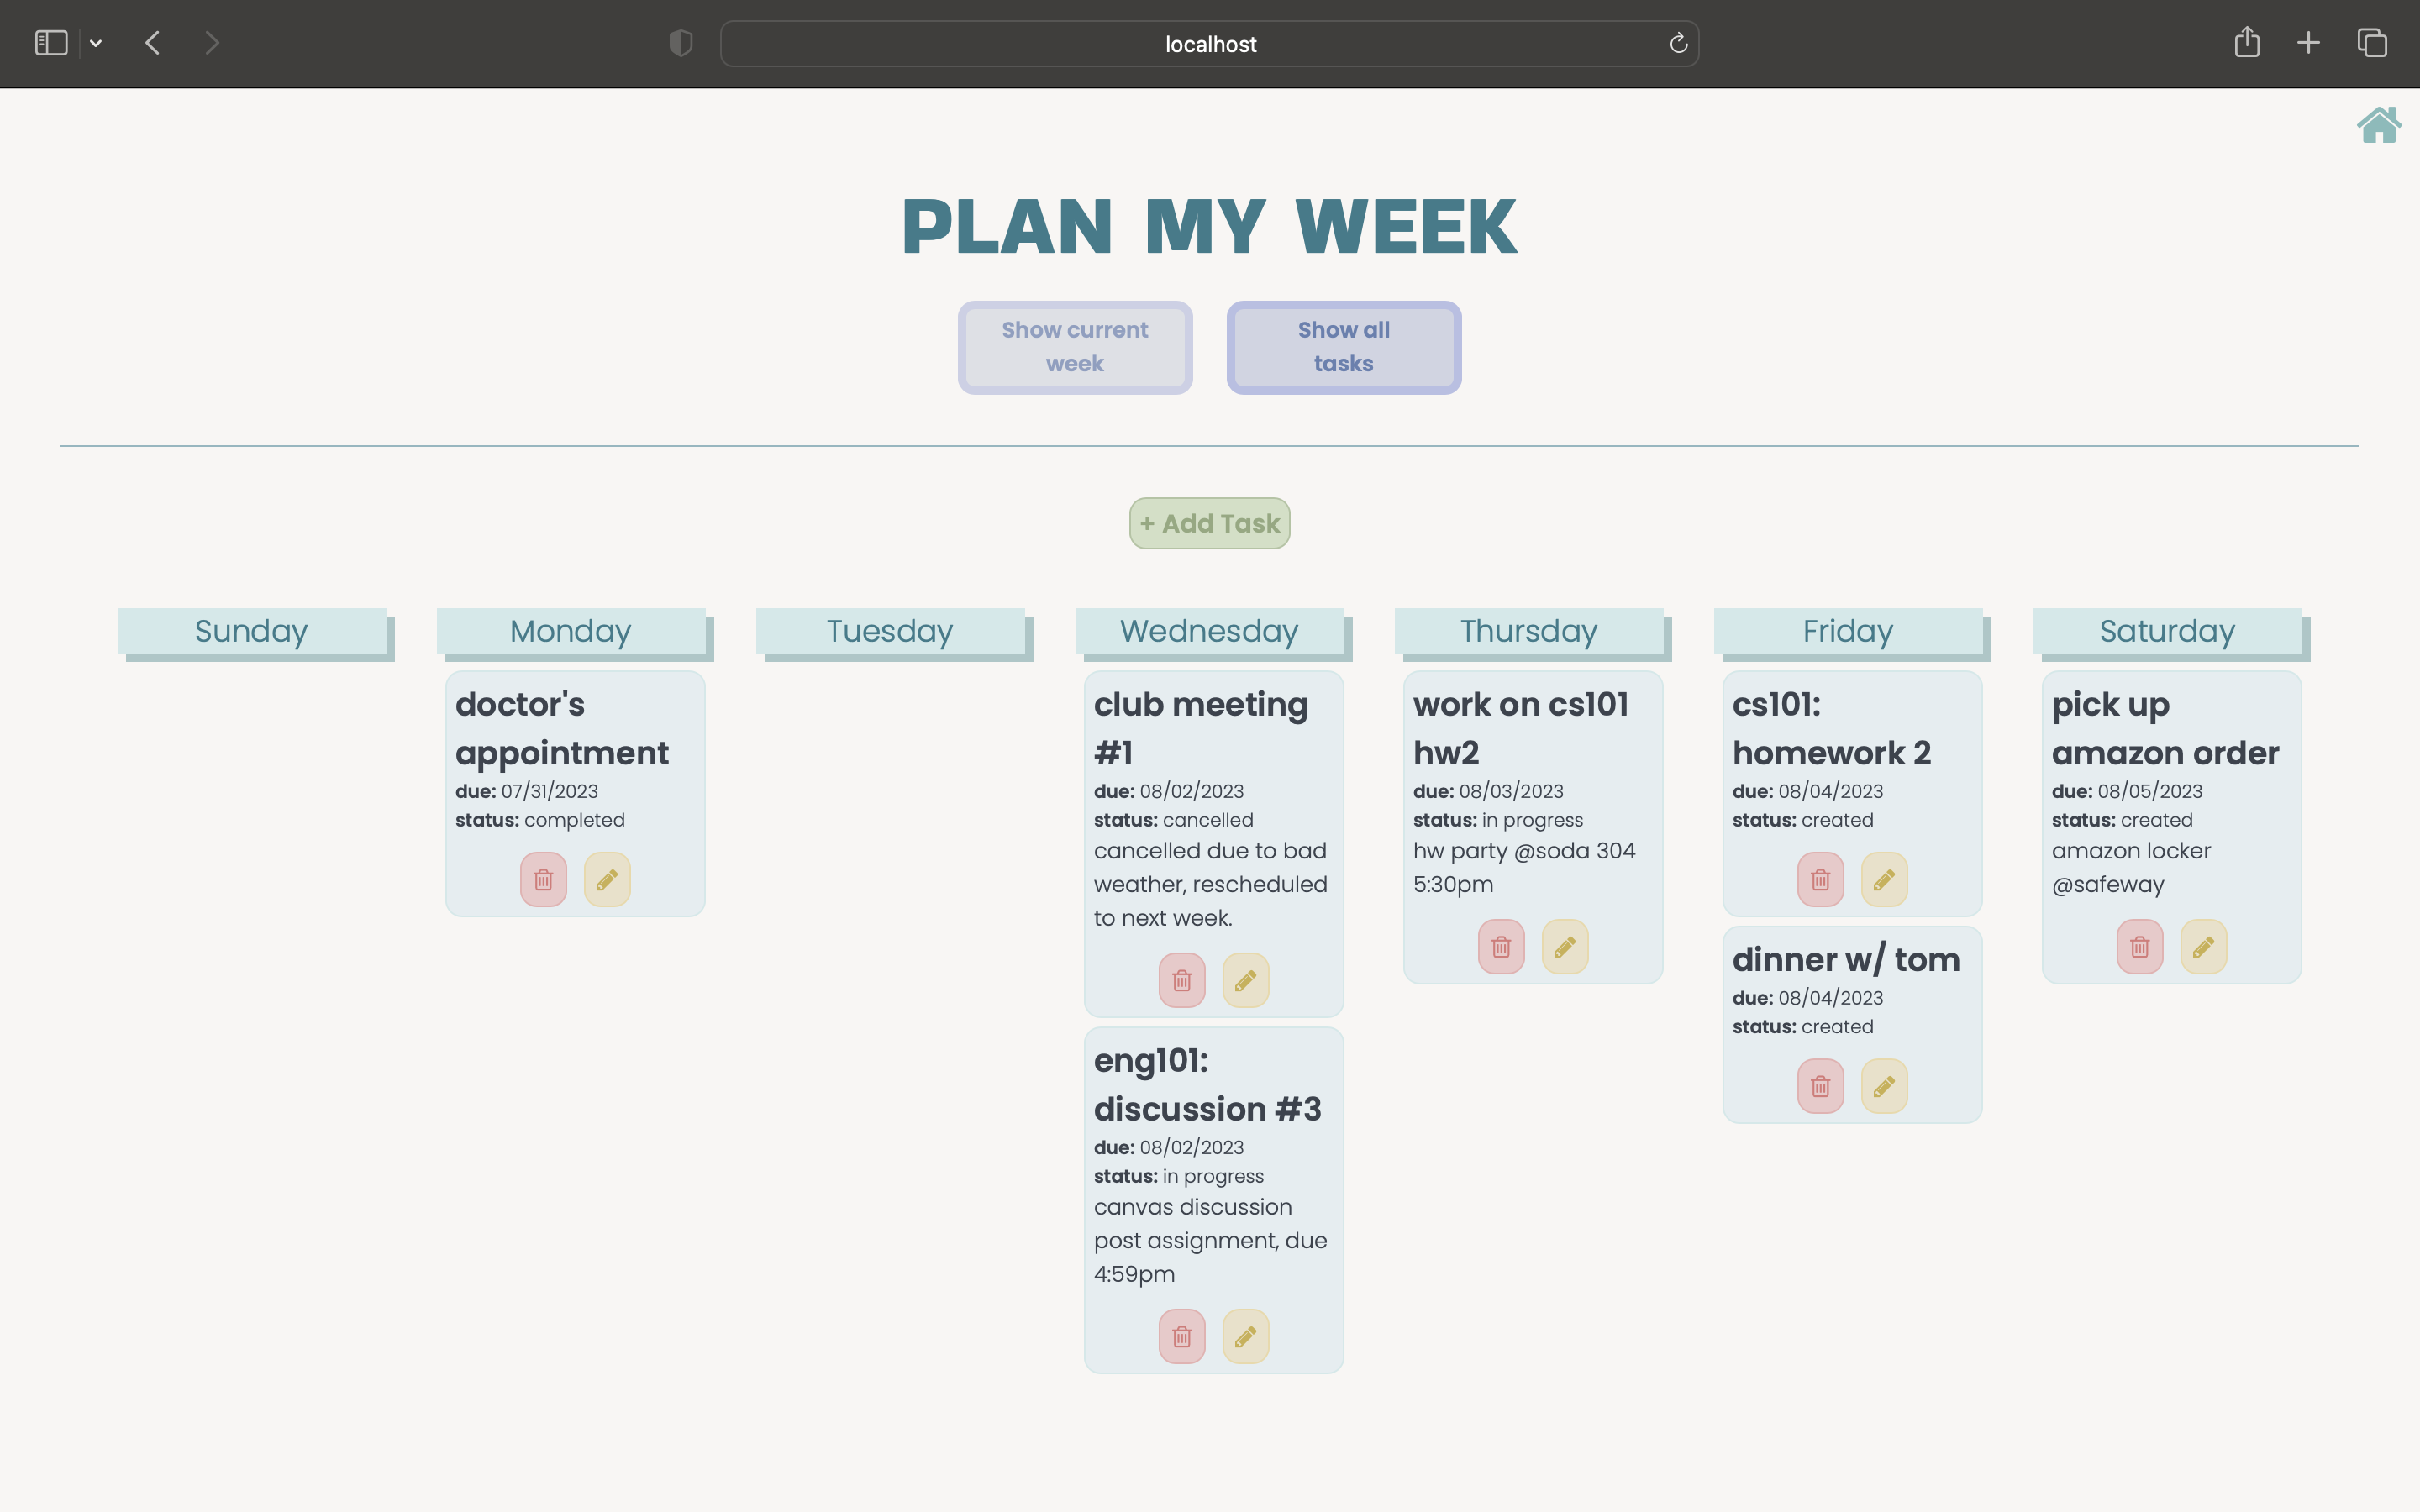 localhost
PLAN MY WEEK
Show current
week
Show all
tasks
+ Add Task
Sunday
Monday
doctor's
appointment
due: 07/31/2023
status: completed
Tuesday
Wednesday
club meeting
#1
due: 08/02/2023
status: cancelled
cancelled due to bad
weather, rescheduled
to next week.
eng101:
discussion #3
due: 08/02/2023
status: in progress
canvas discussion
post assignment, due
4:59pm
Thursday
work on cs101
hw2
due: 08/03/2023
status: in progress
hw party @soda 304
5:30pm
Friday
cs101:
homework 2
due: 08/04/2023
status: created
dinner w/ tom
due: 08/04/2023
status: created
Saturday
pick up
amazon order
due: 08/05/2023
status: created
amazon locker
@safeway